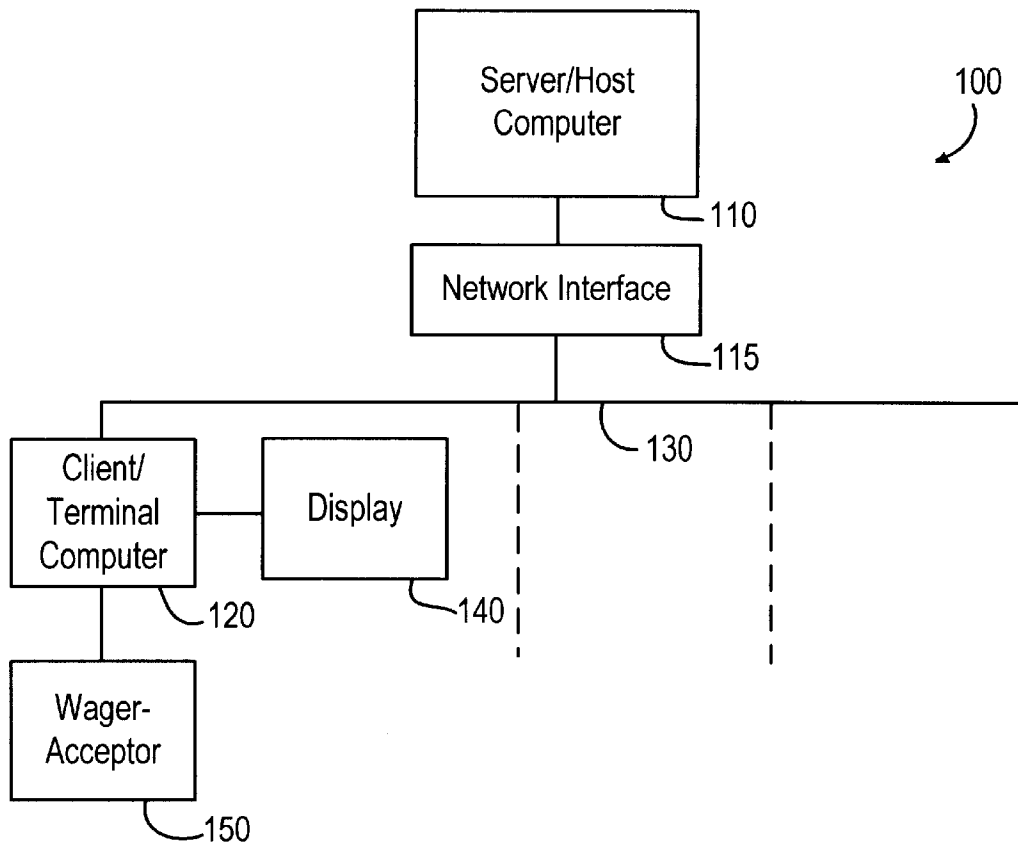 Server/Host
Computer
100
110
Network Interface
115
130
Client/
Terminal
Computer
Display
120
140
Wager-
Acceptor
150